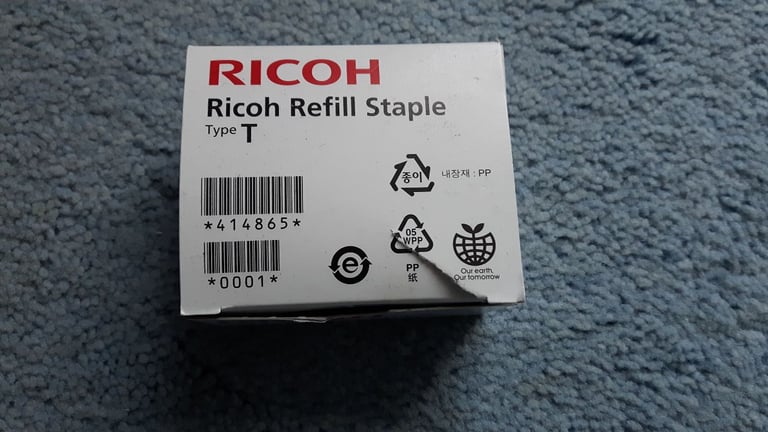 RICOH
Ricoh Refill Staple
Type T
종이
내장재 : PP
*414865*
05
WPP
*0001*
e
PP
纸
Our earth,
Our tomorrow